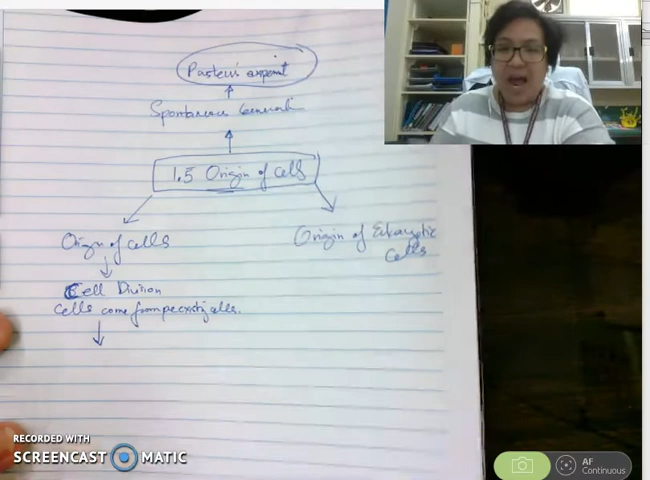 Pasteur's experiment
Spontaneous Generation
1.5 Origin of cells
Origin of cells
Origin of Eukaryotic
Cells
Cell Division
Cells come from pre existing cells.
RECORDED WITH
SCREENCAST MATIC
AF
Continuous